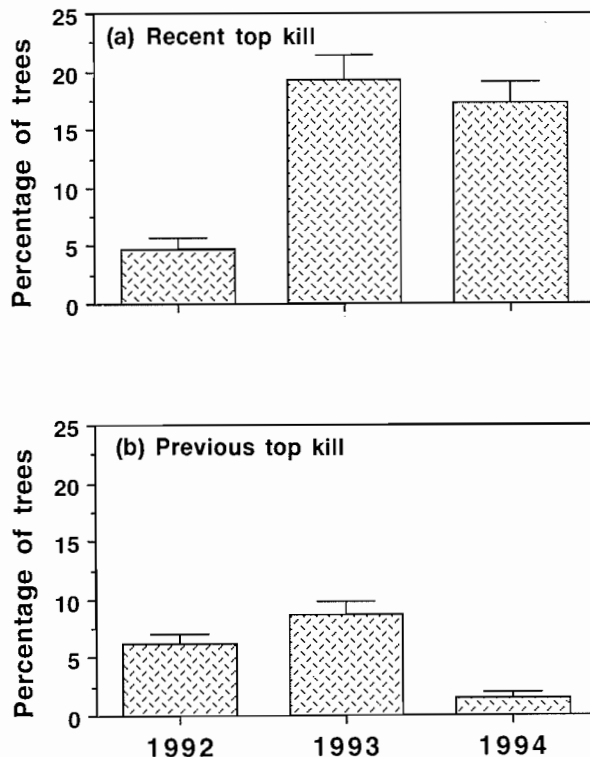 (a) Recent top kill
Percentage of trees
25
20
15
10
5
0
(b) Previous top kill
Percentage of trees
25
20
15
10
5
0
1992 1993 1994